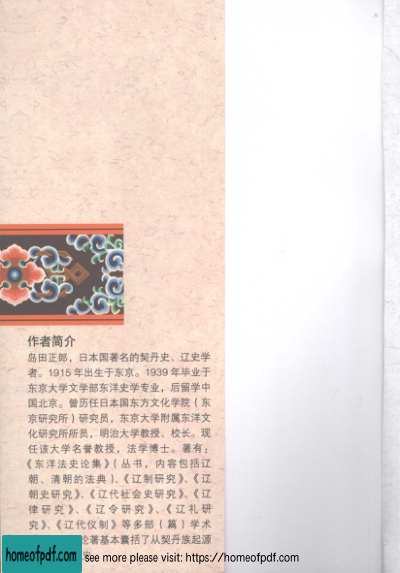 作者简介
岛田正郎，日本国著名的契丹史、辽史学
者。1915年出生于东京。1939年毕业于
东京大学文学部东洋史学专业，后留学中
国北京。曾历任日本国东方文化学院（东
京研究所）研究员，东京大学附属东洋文
化研究所所员，明治大学教授、校长。现
任该大学名誉教授，法学博士。著有：
《东洋法史论集》（丛书，内容包括辽
朝、清朝的法典）、《辽制研究》、《辽
朝史研究》、《辽代社会史研究》、《辽
律研究》、《辽令研究》、《辽礼研
究》、《辽代仪制》等多部（篇）学术
论著基本囊括了从契丹族起源
homeofpdf.com
see more please visit: https://homeofpdf.com